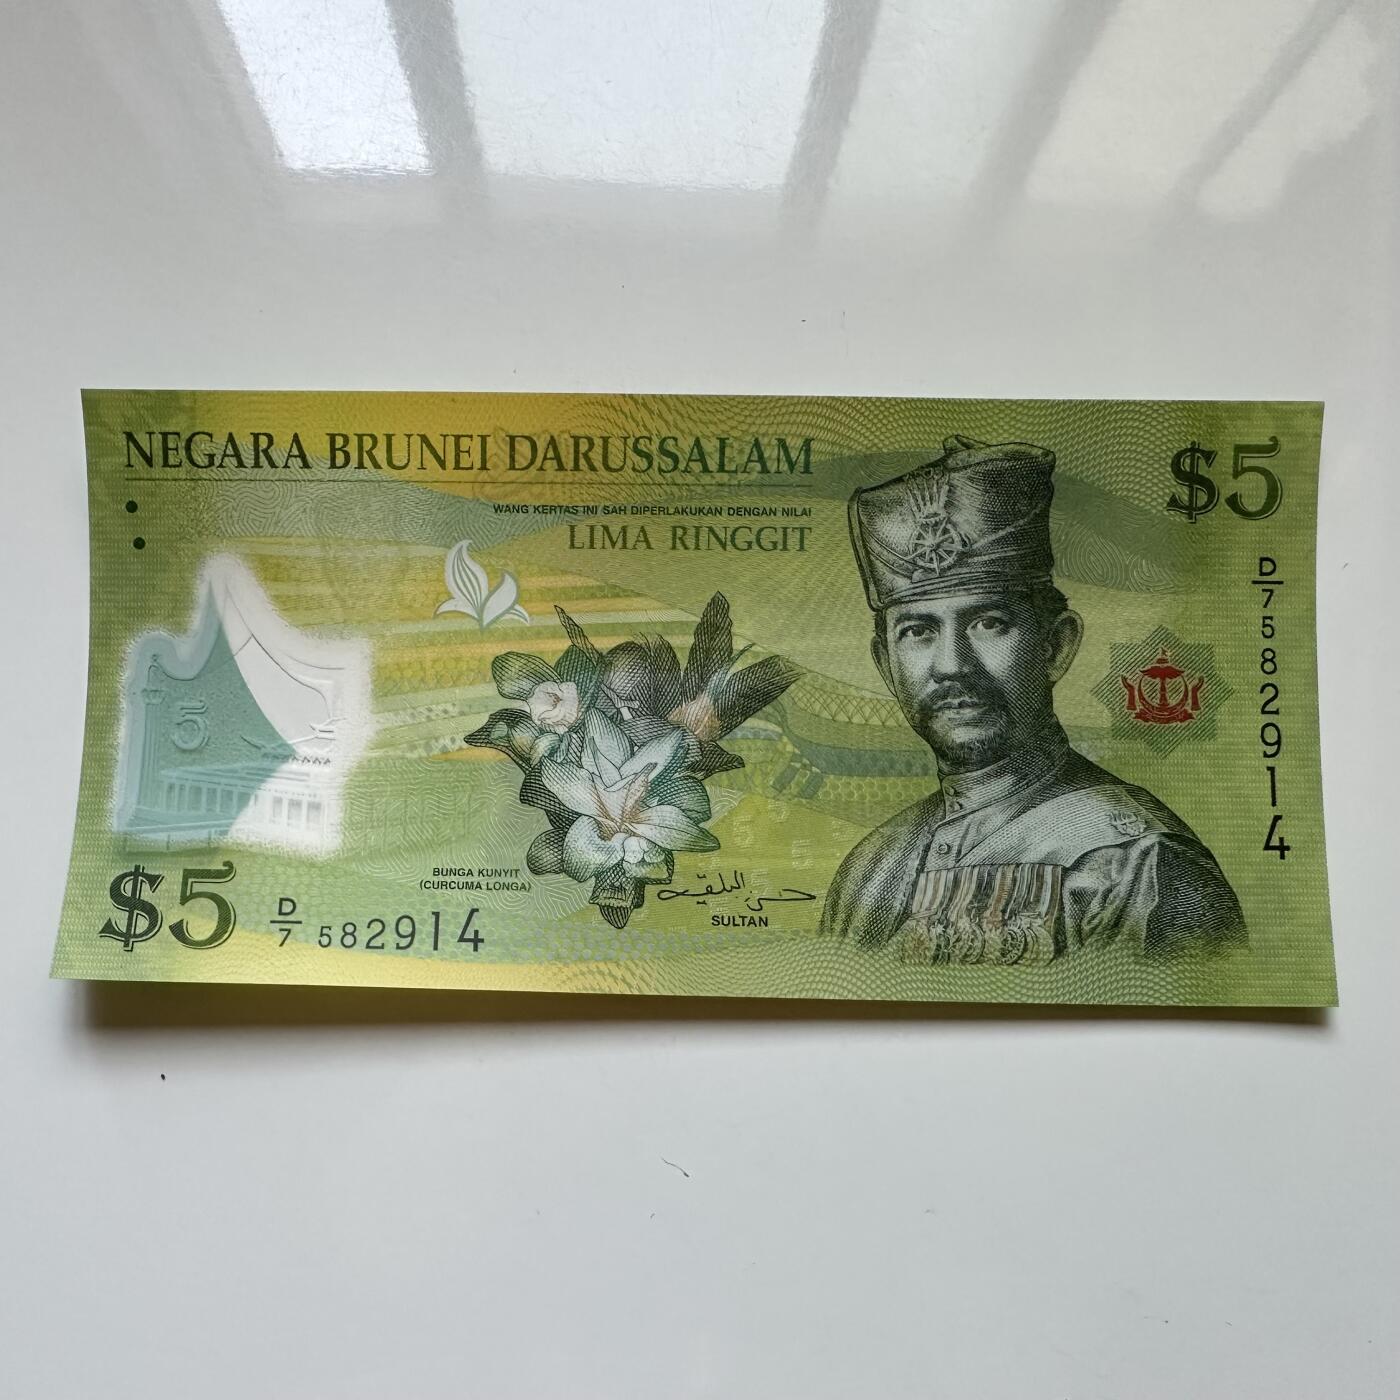 NEGARA BRUNEI DARUSSALAM
WANG KERTAS INI SAH DIPERLAKUKAN DENGAN NILAI
LIMA RINGGIT
$5
D/7 582914
5
BUNGA KUNYIT
(CURCUMA LONGA)
SULTAN
$5
D/7 582914